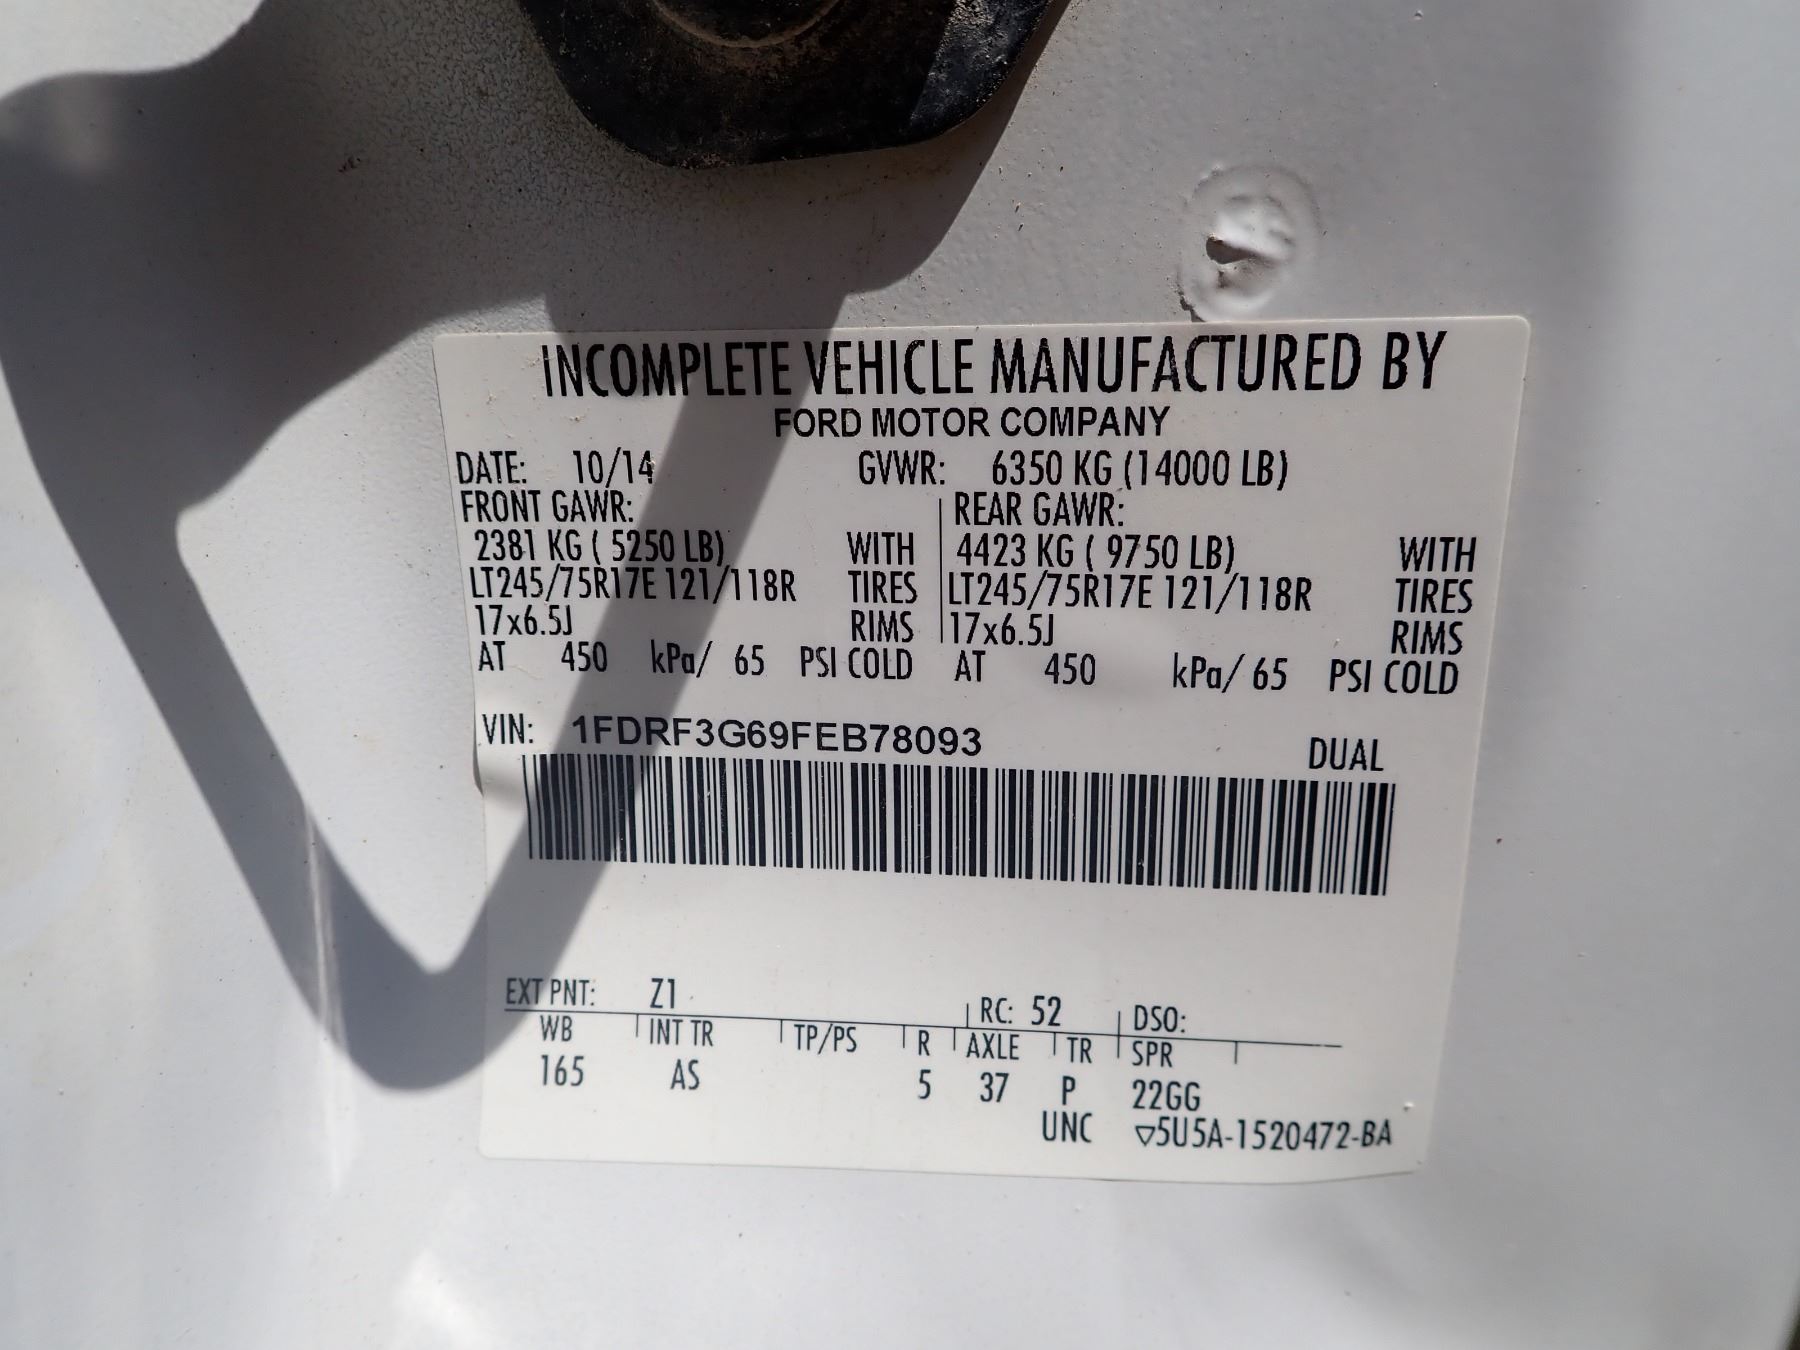 INCOMPLETE VEHICLE MANUFACTURED BY
FORD MOTOR COMPANY
DATE: 10/14 GVWR: 6350 KG (14000 LB)
FRONT GAWR: REAR GAWR:
2381 KG ( 5250 LB) WITH 4423 KG ( 9750 LB) WITH
LT245/75R17E 121/118R TIRES LT245/75R17E 121/118R TIRES
17x6.5J RIMS 17x6.5J RIMS
AT 450 kPa/ 65 PSI COLD AT 450 kPa/ 65 PSI COLD
VIN: 1FDRF3G69FEB78093 DUAL
EXT PNT: Z1 RC: 52 DSO:
WB INT TR TP/PS R AXLE TR SPR
165 AS 5 37 P 22GG
UNC ▽5U5A-1520472-BA